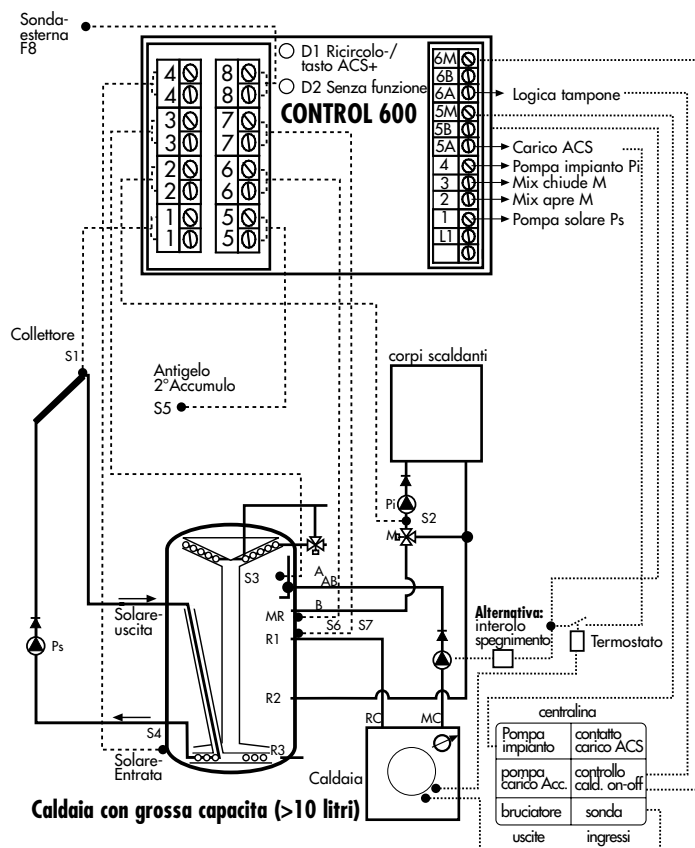 Sonda-
esterna
F8
D1 Ricircolo-/
tasto ACS+
D2 Senza funzione
CONTROL 600
4
4
3
3
2
2
1
1
8
8
7
7
6
6
5
5
6M
6B
6A
5M
5B
5A
4
3
2
1
L1
Logica tampone
Carico ACS
Pompa impianto Pi
Mix chiude M
Mix apre M
Pompa solare Ps
Collettore
S1
Antigelo
2°Accumulo
S5
corpi scaldanti
Pi
S2
M
S3
A
AB
B
MR
S6
S7
R1
R2
R3
Solare-
uscita
Ps
S4
Solare-
Entrata
RC
MC
Caldaia
Alternativa:
interolo
spegnimento
Termostato
centralina
Pompa
impianto
contatto
carico ACS
pompa
carico Acc.
controllo
cald. on-off
bruciatore
sonda
uscite
ingressi
Caldaia con grossa capacita (>10 litri)